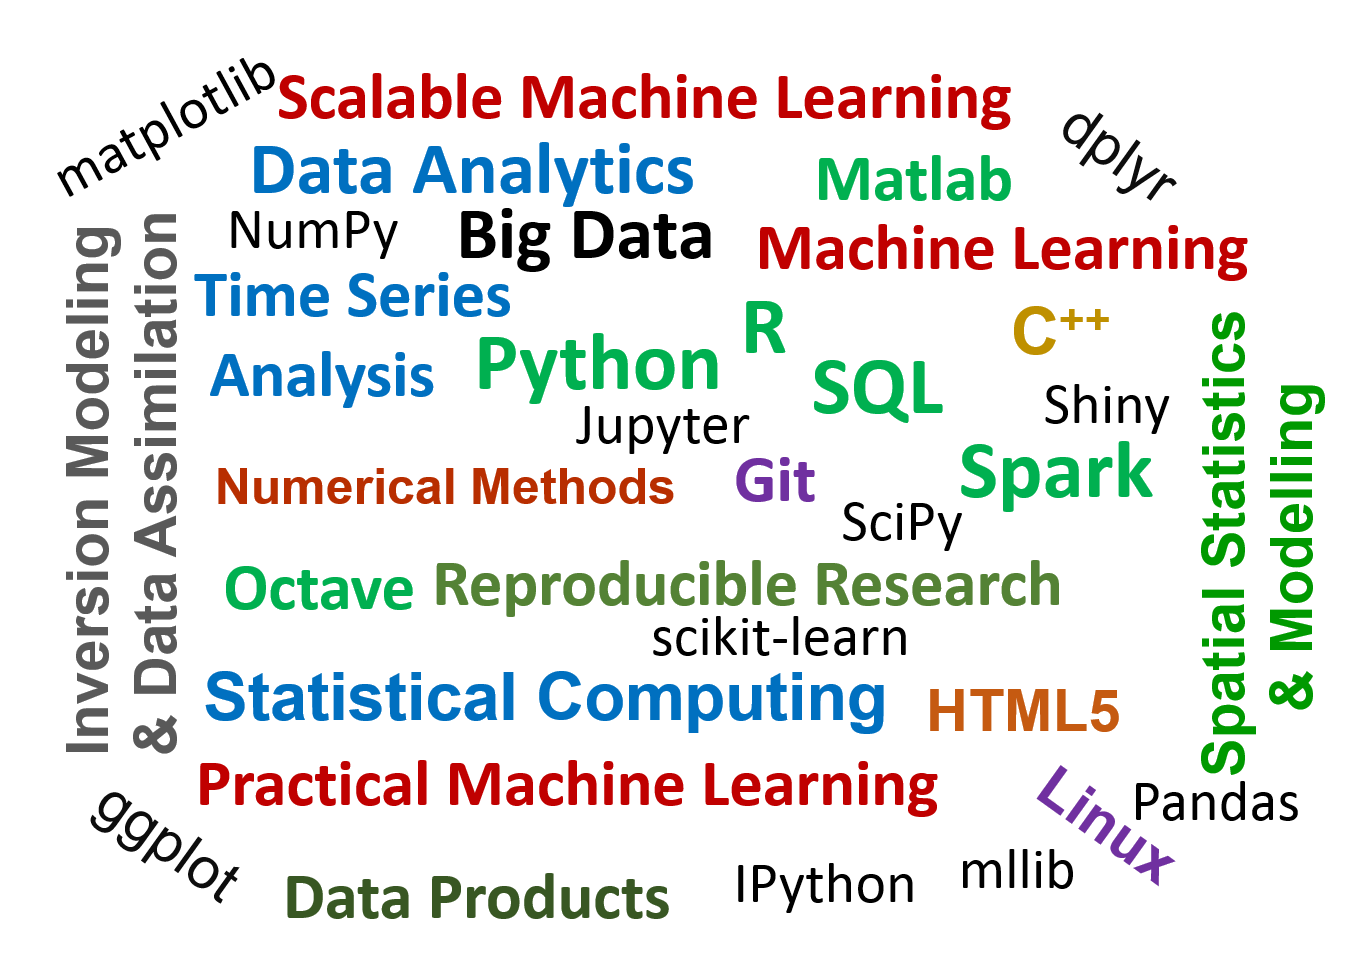 matplotlib
Scalable Machine Learning
dplyr
Data Analytics
Matlab
NumPy
Big Data
Machine Learning
Inversion Modeling
& Data Assimilation
Time Series
Analysis
Python
R
SQL
C++
Shiny
Jupyter
Spatial Statistics
& Modelling
Numerical Methods
Git
Spark
SciPy
Octave
Reproducible Research
scikit-learn
Statistical Computing
HTML5
Practical Machine Learning
Linux
Pandas
ggplot
Data Products
IPython
mllib